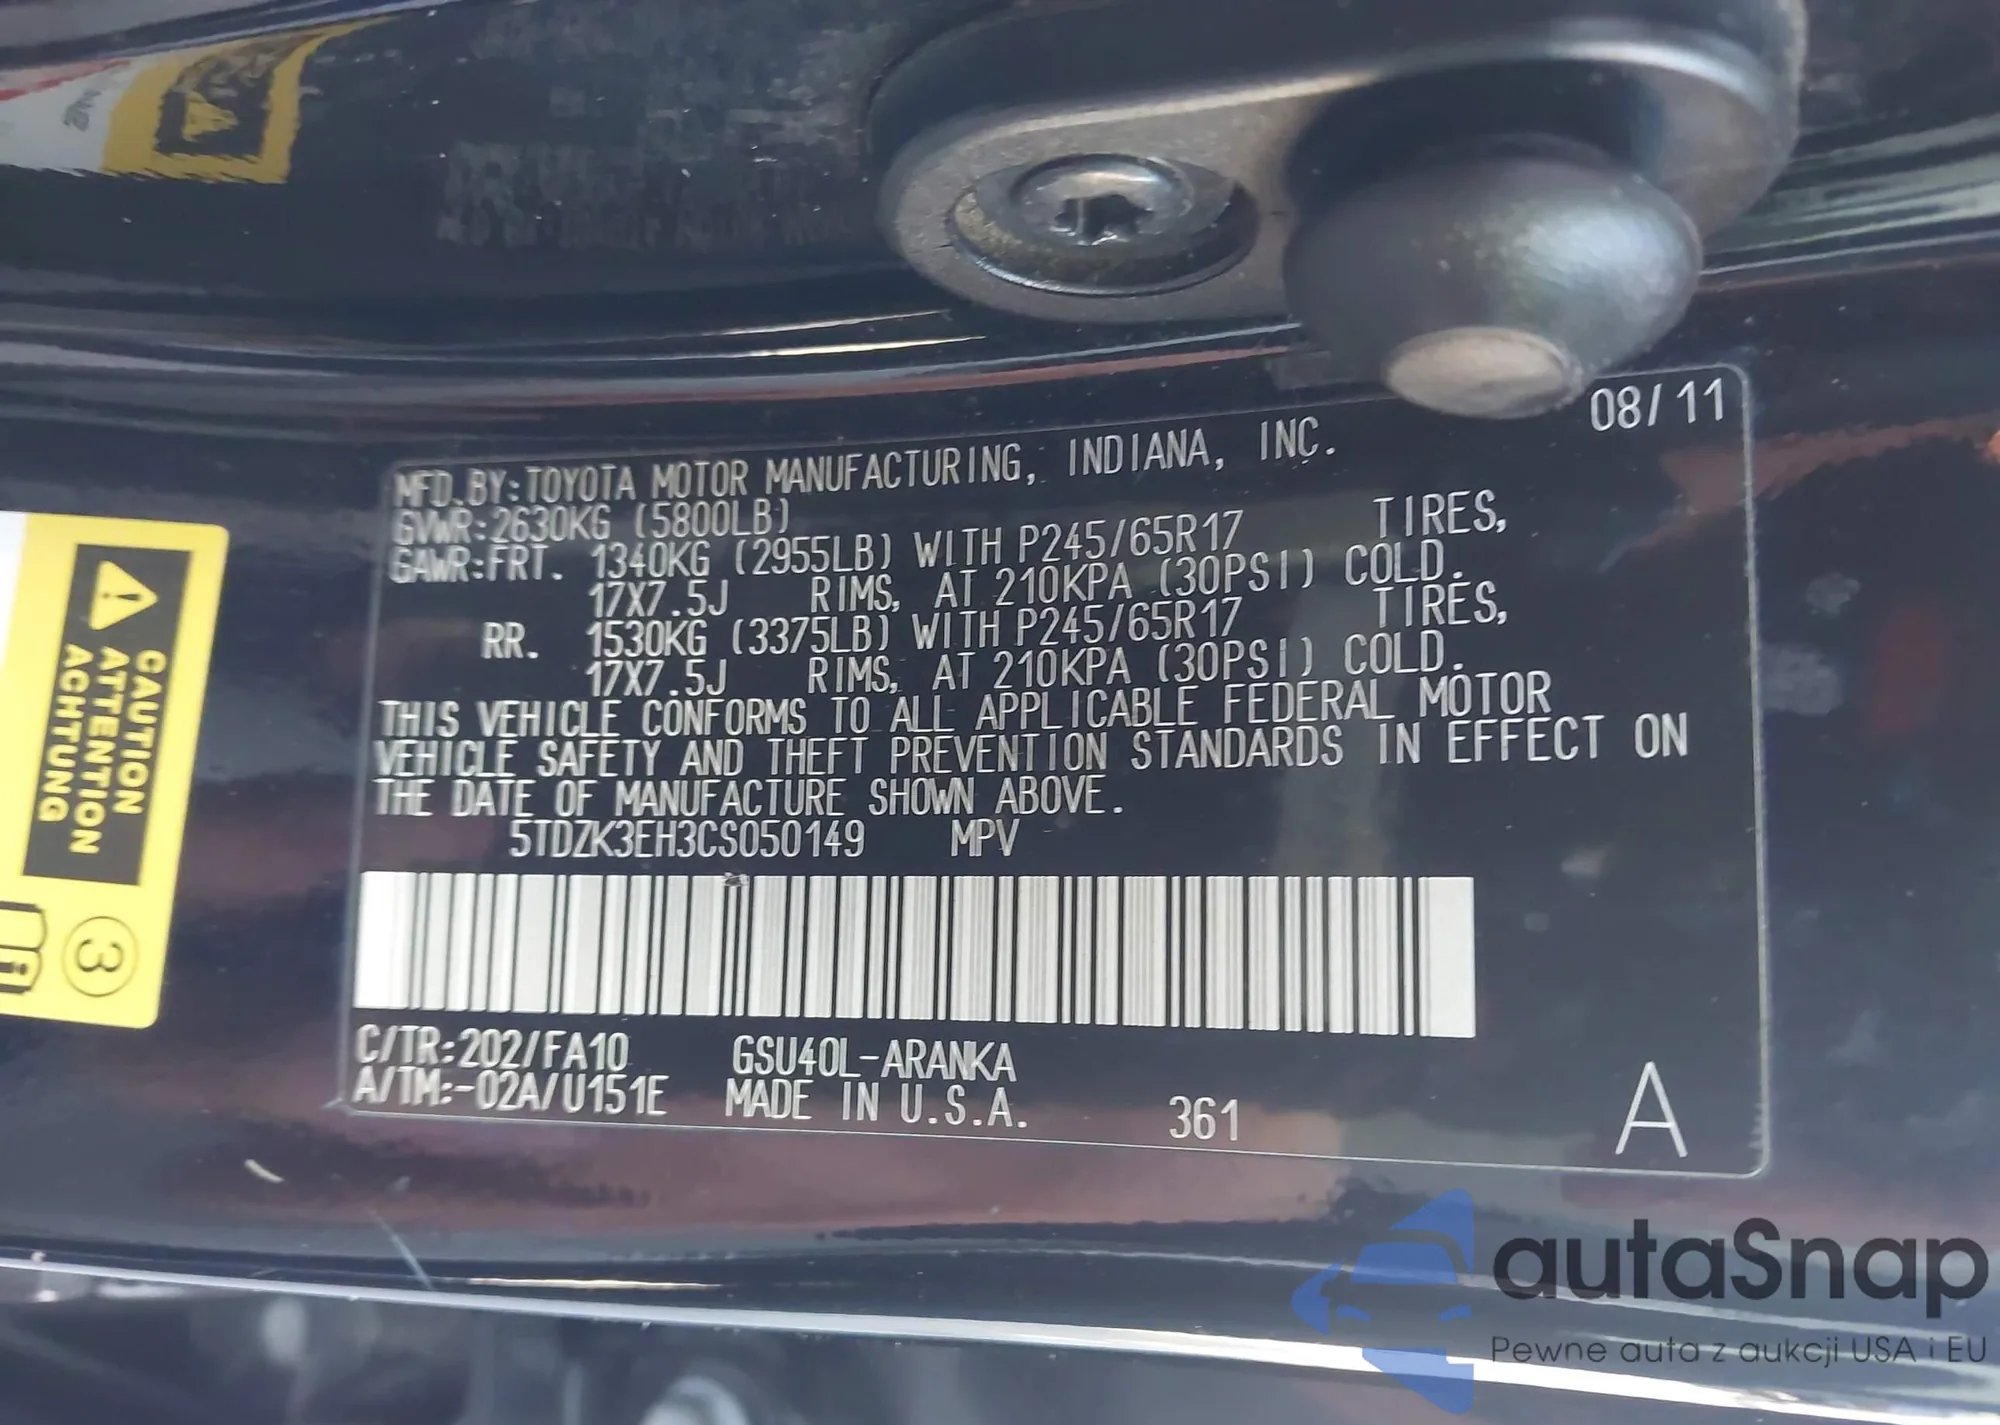 08/11
MFD.BY:TOYOTA MOTOR MANUFACTURING, INDIANA, INC.
GVWR:2630KG (5800LB)
GAWR:FRT. 1340KG (2955LB) WITH P245/65R17 TIRES,
17X7.5J RIMS, AT 210KPA (30PSI) COLD.
RR. 1530KG (3375LB) WITH P245/65R17 TIRES,
17X7.5J RIMS, AT 210KPA (30PSI) COLD.
THIS VEHICLE CONFORMS TO ALL APPLICABLE FEDERAL MOTOR
VEHICLE SAFETY AND THEFT PREVENTION STANDARDS IN EFFECT ON
THE DATE OF MANUFACTURE SHOWN ABOVE.
5TDZK3EH3CS050149 MPV
C/TR:202/FA10 GSU40L-ARANKA
A/TM:-02A/U151E MADE IN U.S.A. 361 A
CAUTION
ATTENTION
ACHTUNG
3
autaSnap
Pewne auta z aukcji USA i EU